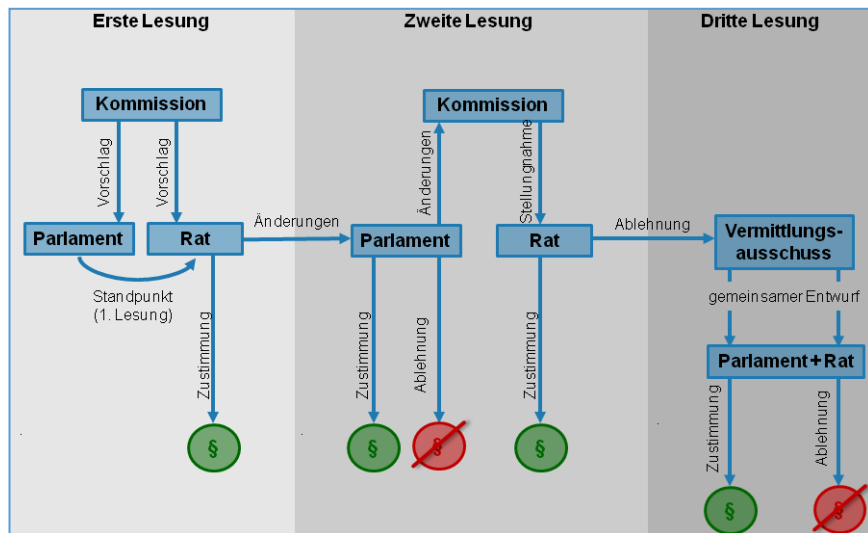 Erste Lesung
Zweite Lesung
Dritte Lesung
Kommission
Vorschlag
Vorschlag
Parlament
Rat
Standpunkt
(1. Lesung)
Zustimmung
§
Änderungen
Kommission
Änderungen
Stellungnahme
Parlament
Rat
Zustimmung
Ablehnung
Zustimmung
§
§
§
Ablehnung
Vermittlungs-
ausschuss
gemeinsamer Entwurf
Parlament + Rat
Zustimmung
Ablehnung
§
§